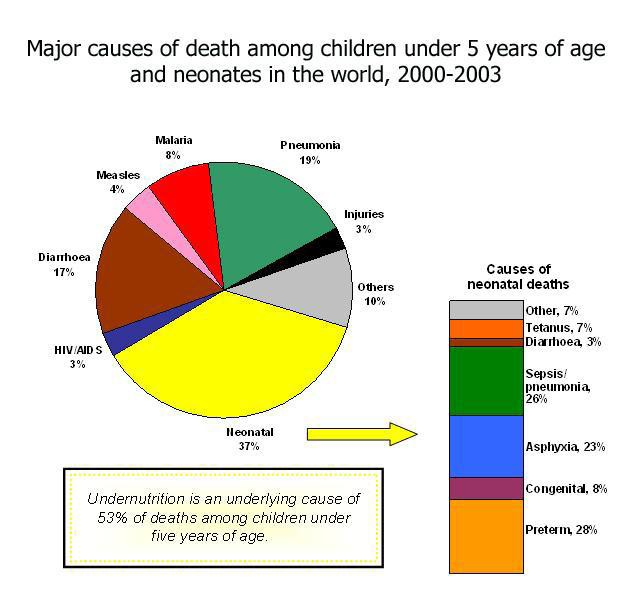 Major causes of death among children under 5 years of age
and neonates in the world, 2000-2003
Malaria
8%
Pneumonia
19%
Measles
4%
Injuries
3%
Diarrhoea
17%
Others
10%
HIV/AIDS
3%
Neonatal
37%
Causes of
neonatal deaths
Other, 7%
Tetanus, 7%
Diarrhoea, 3%
Sepsis/
pneumonia,
26%
Asphyxia, 23%
Congenital, 8%
Preterm, 28%
Undernutrition is an underlying cause of
53% of deaths among children under
five years of age.